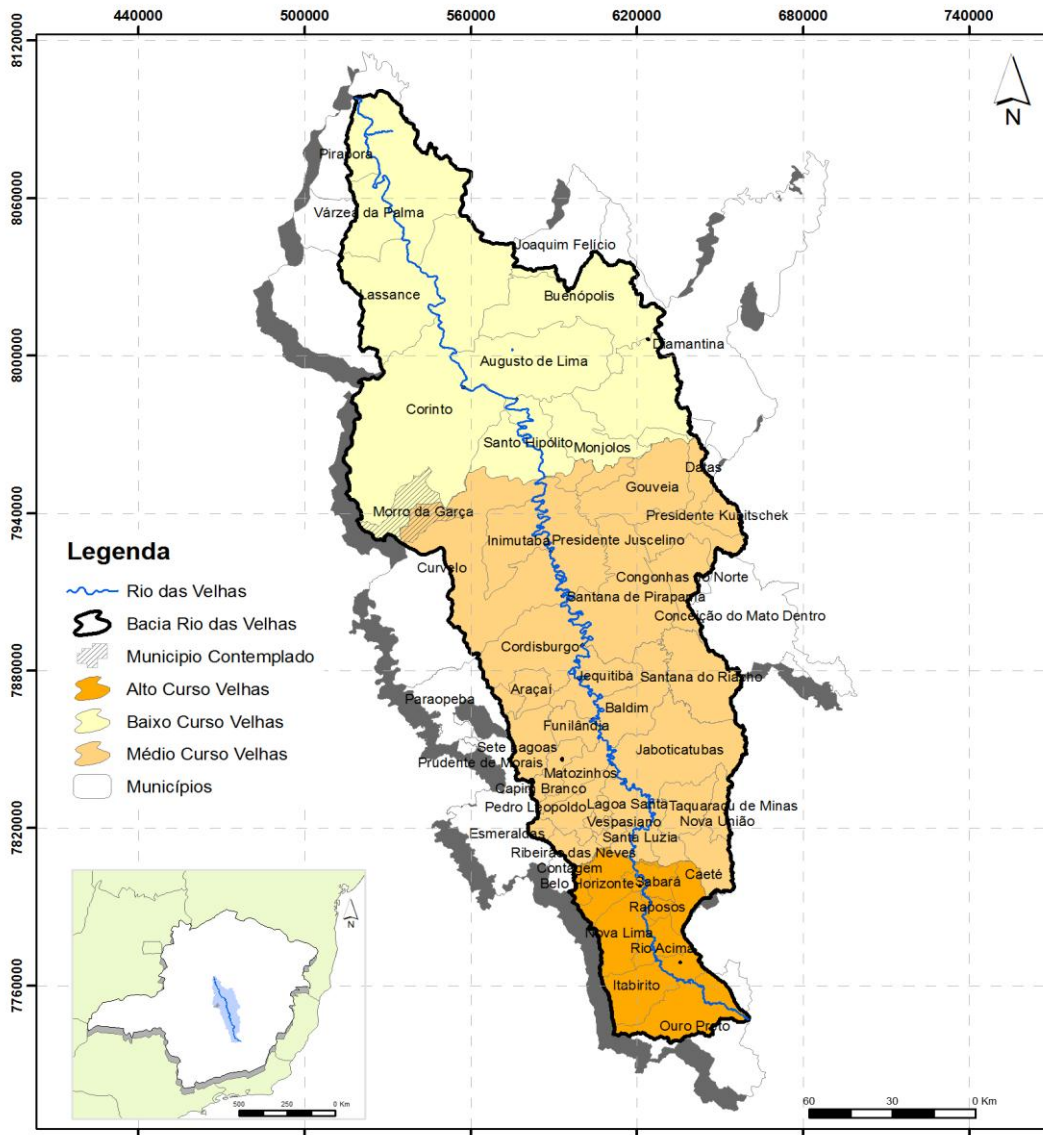 440000 500000 560000 620000 680000 740000
8120000
8060000
8000000
7940000
7880000
7820000
7760000
N
Pirapora
Várzea da Palma
Joaquim Felício
Lassance
Buenópolis
Diamantina
Augusto de Lima
Corinto
Santo Hipólito
Monjolos
Datas
Gouveia
Morro da Garça
Presidente Kubitschek
Inimutaba
Presidente Juscelino
Curvelo
Congonhas do Norte
Santana de Pirapama
Conceição do Mato Dentro
Cordisburgo
Jequitibá
Santana do Riacho
Araçaí
Paraopeba
Baldim
Funilândia
Sete Lagoas
Jaboticatubas
Prudente de Morais
Matozinhos
Capim Branco
Pedro Leopoldo
Lagoa Santa
Taquaraçu de Minas
Vespasiano
Nova União
Esmeraldas
Santa Luzia
Ribeirão das Neves
Contagem
Caeté
Belo Horizonte
Sabará
Raposos
Nova Lima
Rio Acima
Itabirito
Ouro Preto
Legenda
Rio das Velhas
Bacia Rio das Velhas
Municipio Contemplado
Alto Curso Velhas
Baixo Curso Velhas
Médio Curso Velhas
Municípios
N
500 250 0 Km
60 30 0 Km